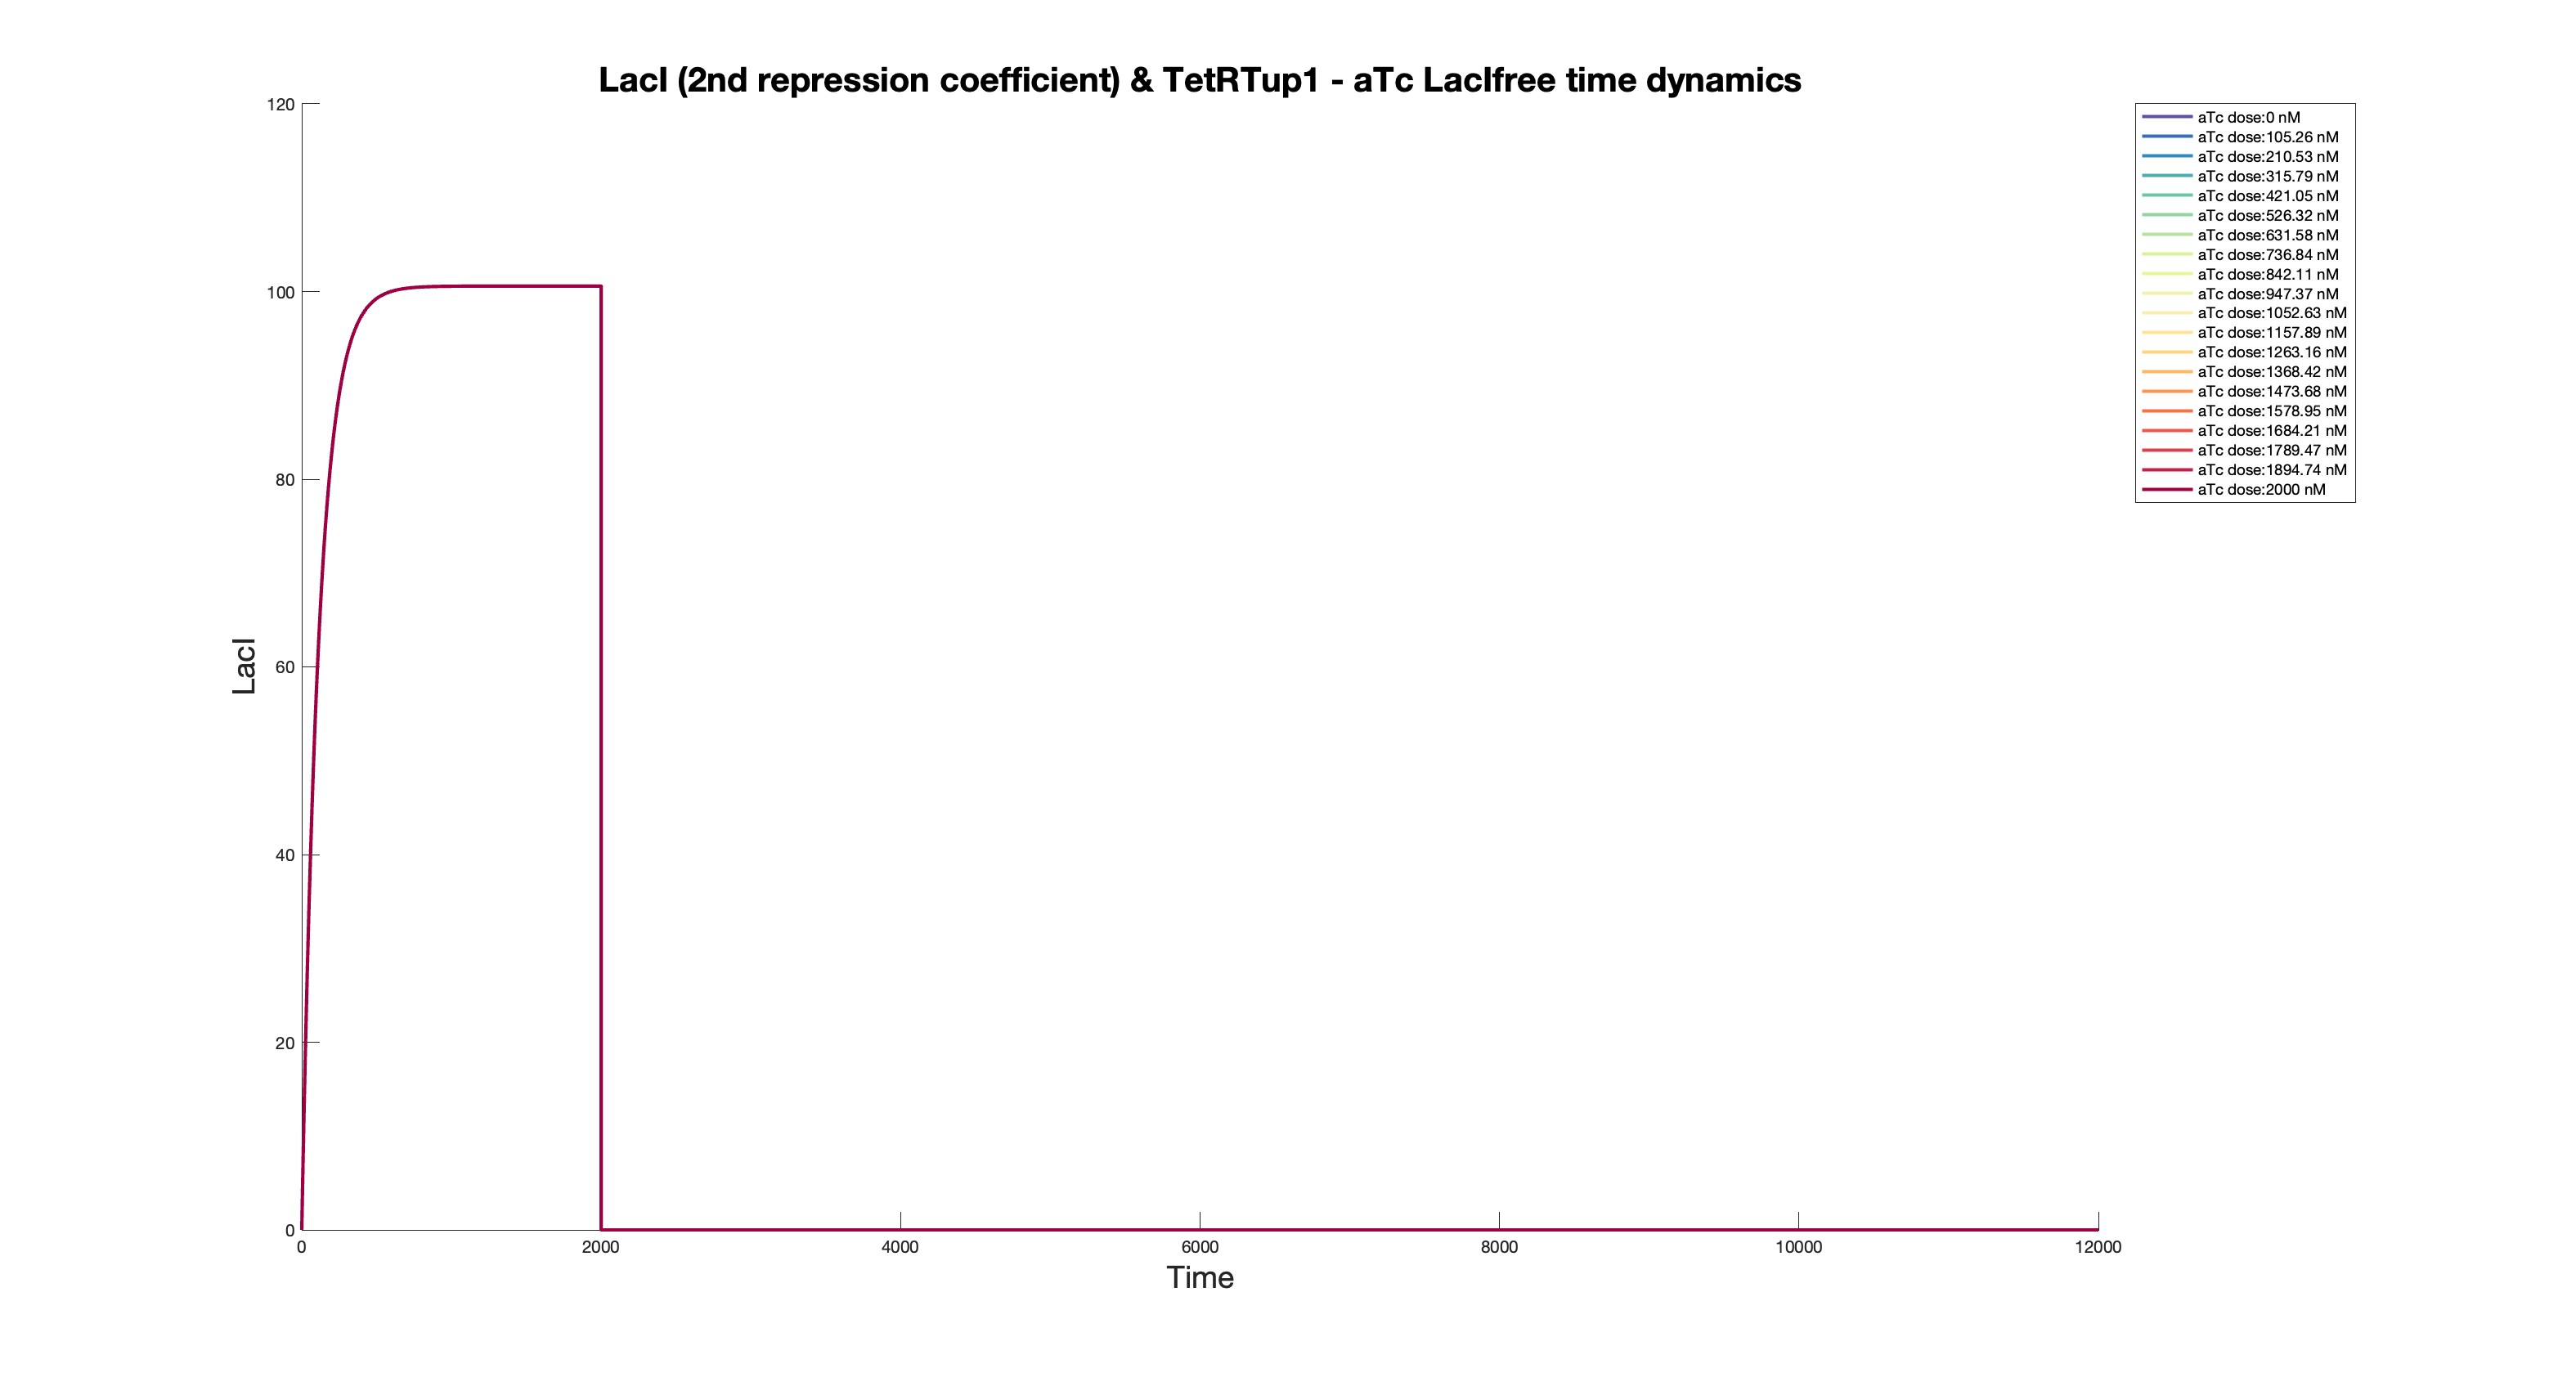 LacI (2nd repression coefficient) & TetRTup1 - aTc LacIfree time dynamics
120
100
80
60
40
20
0
LacI
0 2000 4000 6000 8000 10000 12000
Time
aTc dose:0 nM
aTc dose:105.26 nM
aTc dose:210.53 nM
aTc dose:315.79 nM
aTc dose:421.05 nM
aTc dose:526.32 nM
aTc dose:631.58 nM
aTc dose:736.84 nM
aTc dose:842.11 nM
aTc dose:947.37 nM
aTc dose:1052.63 nM
aTc dose:1157.89 nM
aTc dose:1263.16 nM
aTc dose:1368.42 nM
aTc dose:1473.68 nM
aTc dose:1578.95 nM
aTc dose:1684.21 nM
aTc dose:1789.47 nM
aTc dose:1894.74 nM
aTc dose:2000 nM